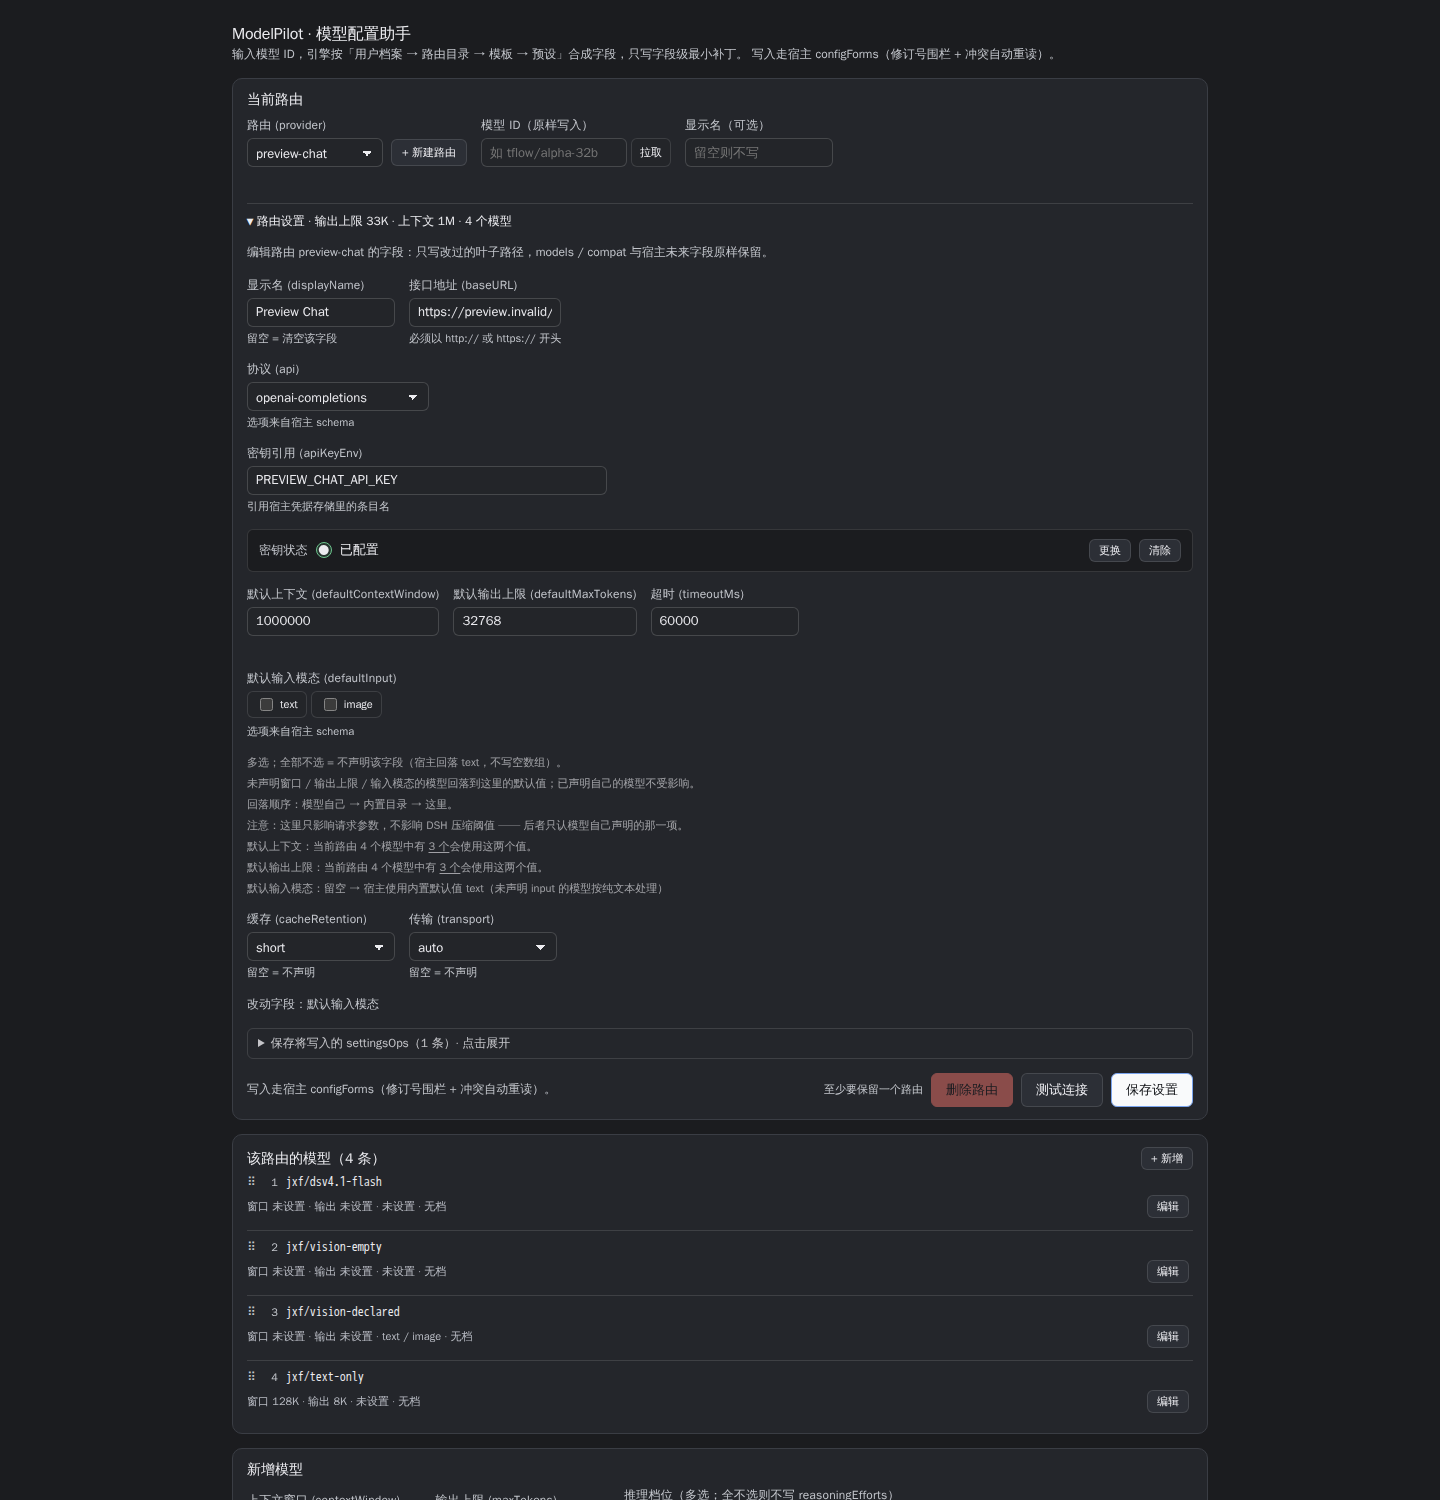 ModelPilot · 模型配置助手
输入模型 ID，引擎按「用户档案 → 路由目录 → 模板 → 预设」合成字段，只写字段级最小补丁。 写入走宿主 configForms（修订号围栏 + 冲突自动重读）。
当前路由
路由 (provider)
模型 ID（原样写入）
显示名（可选）
preview-chat
+ 新建路由
如 tflow/alpha-32b
拉取
留空则不写
▼ 路由设置 · 输出上限 33K · 上下文 1M · 4 个模型
编辑路由 preview-chat 的字段：只写改过的叶子路径，models / compat 与宿主未来字段原样保留。
显示名 (displayName)
接口地址 (baseURL)
Preview Chat
https://preview.invalid/
留空 = 清空该字段
必须以 http:// 或 https:// 开头
协议 (api)
openai-completions
选项来自宿主 schema
密钥引用 (apiKeyEnv)
PREVIEW_CHAT_API_KEY
引用宿主凭据存储里的条目名
密钥状态 已配置
更换
清除
默认上下文 (defaultContextWindow)
默认输出上限 (defaultMaxTokens)
超时 (timeoutMs)
1000000
32768
60000
默认输入模态 (defaultInput)
text
image
选项来自宿主 schema
多选；全部不选 = 不声明该字段（宿主回落 text，不写空数组）。
未声明窗口 / 输出上限 / 输入模态的模型回落到这里的默认值；已声明自己的模型不受影响。
回落顺序：模型自己 → 内置目录 → 这里。
注意：这里只影响请求参数，不影响 DSH 压缩阈值 —— 后者只认模型自己声明的那一项。
默认上下文：当前路由 4 个模型中有 3 个会使用这两个值。
默认输出上限：当前路由 4 个模型中有 3 个会使用这两个值。
默认输入模态：留空 → 宿主使用内置默认值 text（未声明 input 的模型按纯文本处理）
缓存 (cacheRetention)
传输 (transport)
short
auto
留空 = 不声明
留空 = 不声明
改动字段：默认输入模态
▶ 保存将写入的 settingsOps（1 条）· 点击展开
写入走宿主 configForms（修订号围栏 + 冲突自动重读）。
至少要保留一个路由
删除路由
测试连接
保存设置
该路由的模型（4 条）
+ 新增
1 jxf/dsv4.1-flash
窗口 未设置 · 输出 未设置 · 未设置 · 无档
编辑
2 jxf/vision-empty
窗口 未设置 · 输出 未设置 · 未设置 · 无档
编辑
3 jxf/vision-declared
窗口 未设置 · 输出 未设置 · text / image · 无档
编辑
4 jxf/text-only
窗口 128K · 输出 8K · 未设置 · 无档
编辑
新增模型
上下文窗口 (contextWindow)
输出上限 (maxTokens)
推理档位（多选；全不选则不写 reasoningEfforts）